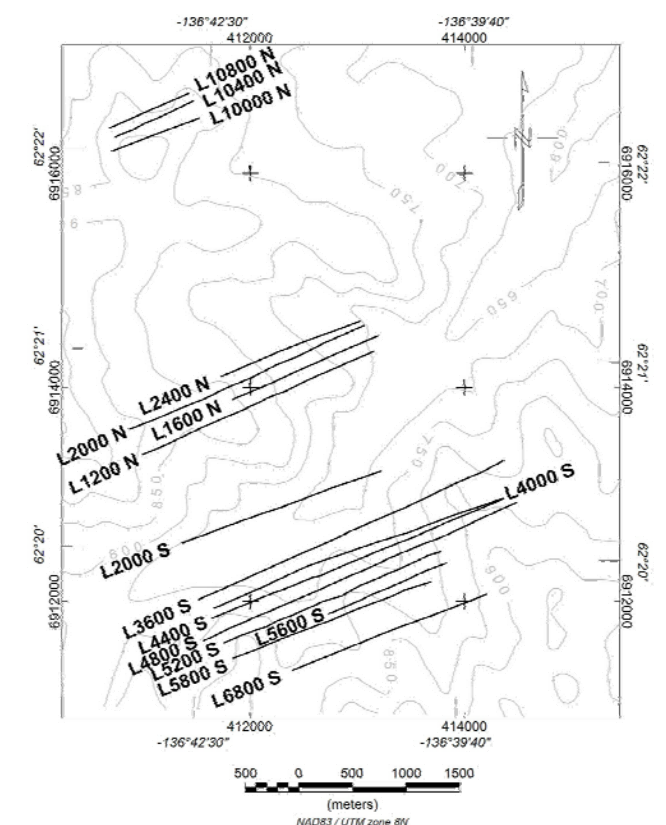 -136°42'30"
-136°39'40"
412000
414000
L10800 N
L10400 N
L10000 N
62°22'
6916000
62°22'
6916000
750
700
800
650
700
62°21'
6914000
62°21'
6914000
L2400 N
L2000 N
L1600 N
L1200 N
850
750
L4000 S
L2000 S
800
62°20'
6912000
62°20'
6912000
L3600 S
L4400 S
L4800 S
L5200 S
L5600 S
L5800 S
L6800 S
800
850
412000
414000
-136°42'30"
-136°39'40"
500 0 500 1000 1500
(meters)
NAD83 / UTM zone 8N